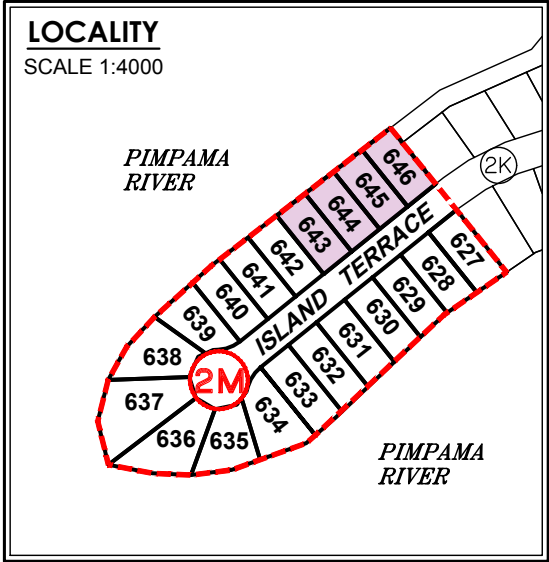 LOCALITY
SCALE 1:4000
PIMPAMA
RIVER
2K
646
645
644
643
642
641
640
639
638
637
636
635
634
633
632
631
630
629
628
627
ISLAND TERRACE
2M
PIMPAMA
RIVER